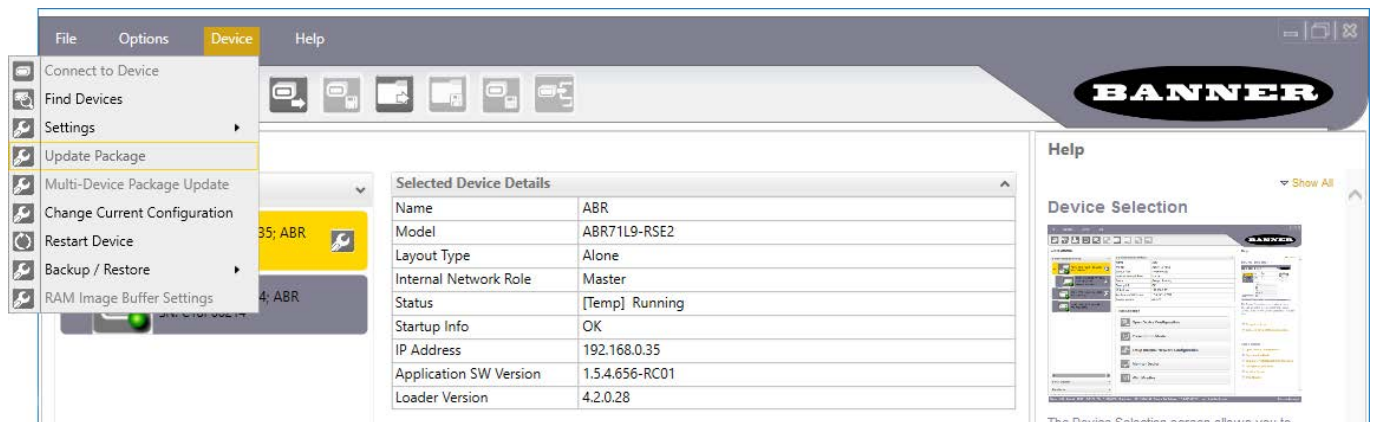 File Options Device Help
BANNER
Connect to Device
Find Devices
Settings
Update Package
Multi-Device Package Update
Change Current Configuration
Restart Device
Backup / Restore
RAM Image Buffer Settings
35; ABR
4; ABR
Selected Device Details
Name ABR
Model ABR71L9-RSE2
Layout Type Alone
Internal Network Role Master
Status [Temp] Running
Startup Info OK
IP Address 192.168.0.35
Application SW Version 1.5.4.656-RC01
Loader Version 4.2.0.28
Help
Show All
Device Selection
BANNER
The Device Selection screen allows you to